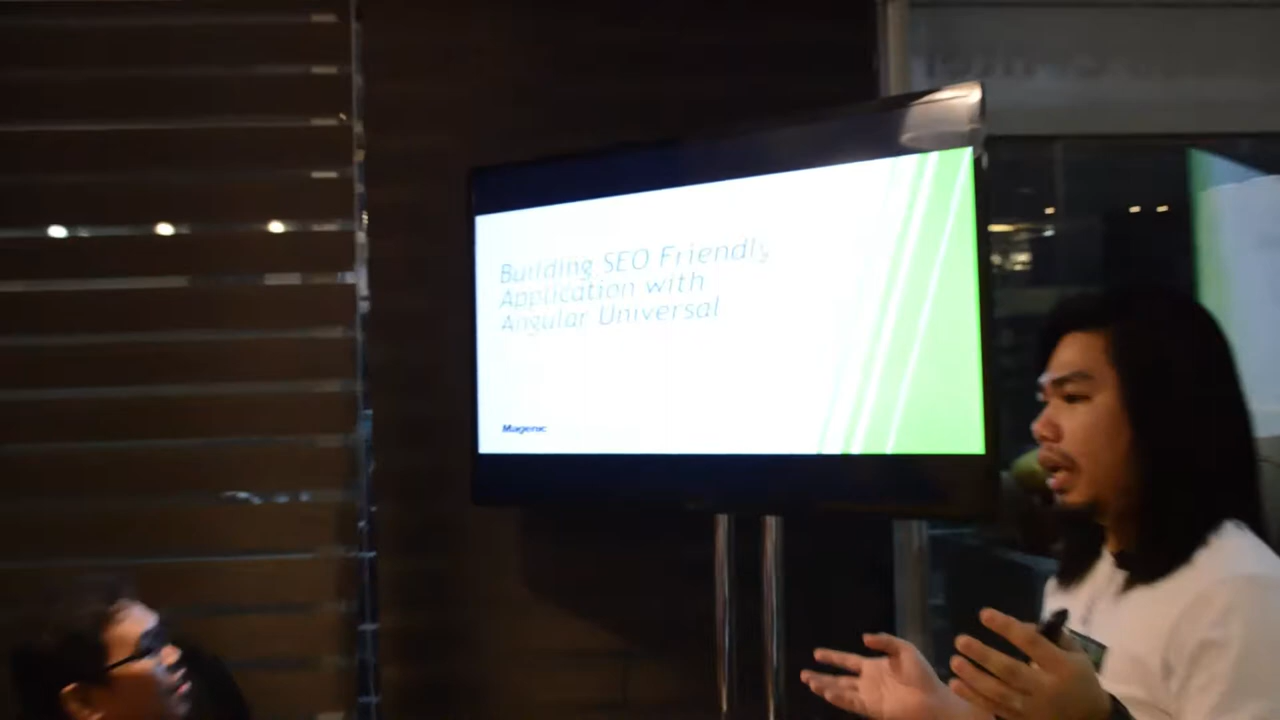 Building SEO Friendly
Application with
Angular Universal
Magenic